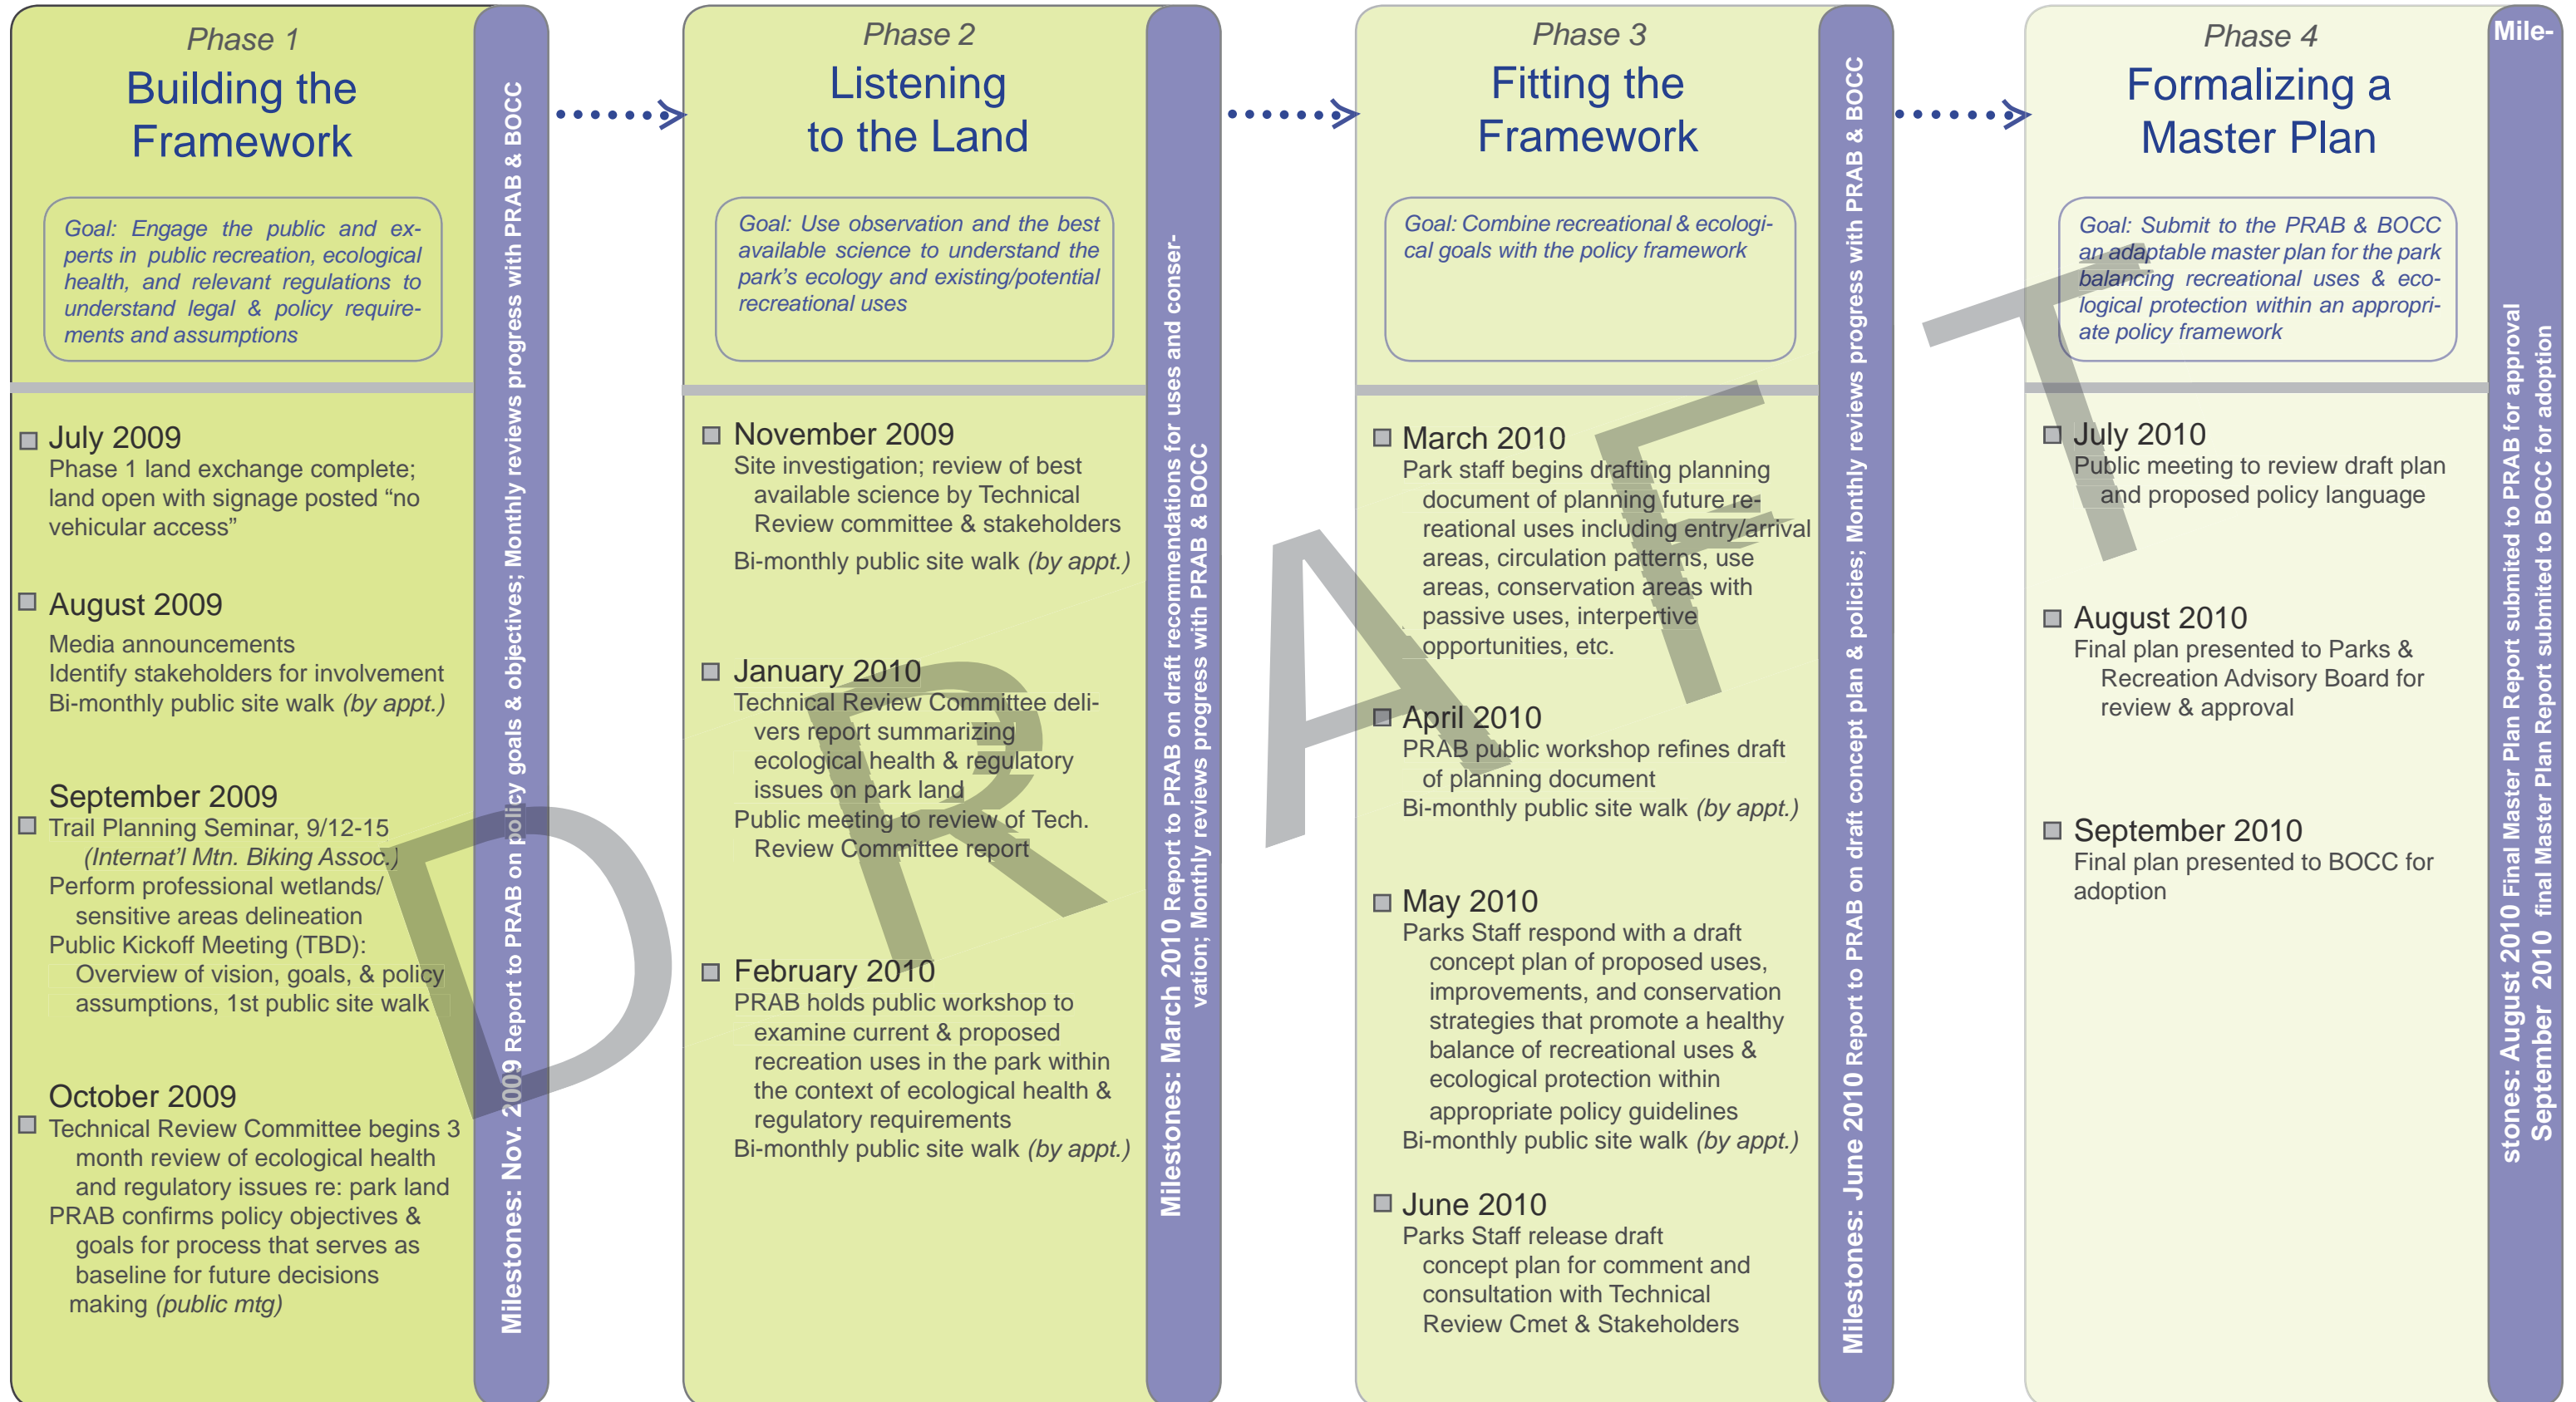 Phase 1
Building the
Framework
Goal: Engage the public and ex-
perts in public recreation, ecological
health, and relevant regulations to
understand legal & policy require-
ments and assumptions
July 2009
Phase 1 land exchange complete;
land open with signage posted “no
vehicular access”
August 2009
Media announcements
Identify stakeholders for involvement
Bi-monthly public site walk (by appt.)
September 2009
Trail Planning Seminar, 9/12-15
(Internat’l Mtn. Biking Assoc.)
Perform professional wetlands/
sensitive areas delineation
Public Kickoff Meeting (TBD):
Overview of vision, goals, & policy
assumptions, 1st public site walk
October 2009
Technical Review Committee begins 3
month review of ecological health
and regulatory issues re: park land
PRAB confirms policy objectives &
goals for process that serves as
baseline for future decisions
making (public mtg)
Milestones: Nov. 2009 Report to PRAB on policy goals & objectives; Monthly reviews progress with PRAB & BOCC
Phase 2
Listening
to the Land
Goal: Use observation and the best
available science to understand the
park’s ecology and existing/potential
recreational uses
November 2009
Site investigation; review of best
available science by Technical
Review committee & stakeholders
Bi-monthly public site walk (by appt.)
January 2010
Technical Review Committee deli-
vers report summarizing
ecological health & regulatory
issues on park land
Public meeting to review of Tech.
Review Committee report
February 2010
PRAB holds public workshop to
examine current & proposed
recreation uses in the park within
the context of ecological health &
regulatory requirements
Bi-monthly public site walk (by appt.)
Milestones: March 2010 Report to PRAB on draft recommendations for uses and conser-
vation; Monthly reviews progress with PRAB & BOCC
Phase 3
Fitting the
Framework
Goal: Combine recreational & ecologi-
cal goals with the policy framework
March 2010
Park staff begins drafting planning
document of planning future re-
reational uses including entry/arrival
areas, circulation patterns, use
areas, conservation areas with
passive uses, interpertive
opportunities, etc.
April 2010
PRAB public workshop refines draft
of planning document
Bi-monthly public site walk (by appt.)
May 2010
Parks Staff respond with a draft
concept plan of proposed uses,
improvements, and conservation
strategies that promote a healthy
balance of recreational uses &
ecological protection within
appropriate policy guidelines
Bi-monthly public site walk (by appt.)
June 2010
Parks Staff release draft
concept plan for comment and
consultation with Technical
Review Cmet & Stakeholders
Milestones: June 2010 Report to PRAB on draft concept plan & policies; Monthly reviews progress with PRAB & BOCC
Phase 4
Formalizing a
Master Plan
Goal: Submit to the PRAB & BOCC
an adaptable master plan for the park
balancing recreational uses & eco-
logical protection within an appropri-
ate policy framework
July 2010
Public meeting to review draft plan
and proposed policy language
August 2010
Final plan presented to Parks &
Recreation Advisory Board for
review & approval
September 2010
Final plan presented to BOCC for
adoption
Mile-
stones: August 2010 Final Master Plan Report submited to PRAB for approval
September 2010 final Master Plan Report submited to BOCC for adoption
DRAFT